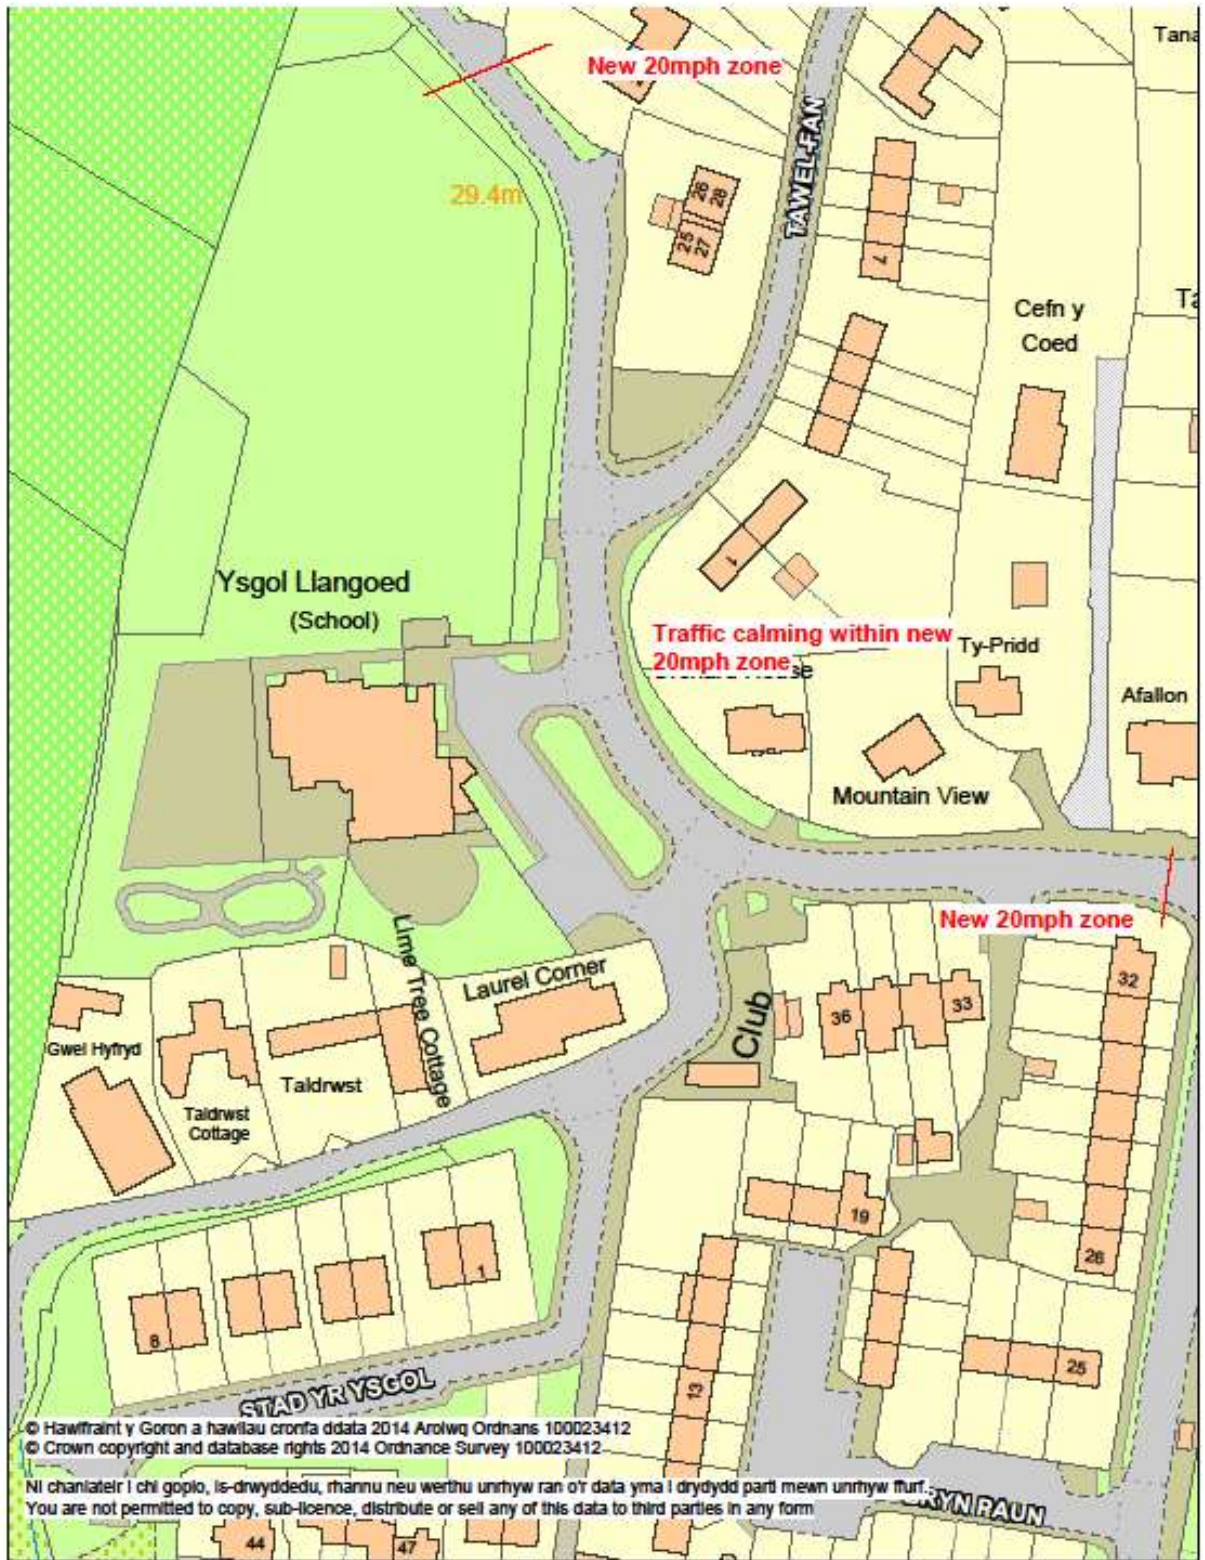 Tana
New 20mph zone
TAWEL-FAN
29.4m
26
28
25
27
7
Cefn y
Coed
1
Ysgol Llangoed
(School)
Traffic calming within new
20mph zone
Ty-Pridd
Afallon
Mountain View
New 20mph zone
Lime Tree Cottage
Laurel Corner
Club
36
33
32
Gwel Hyfryd
Taldrwst
Taldrwst
Cottage
19
26
1
8
25
13
STAD YR YSGOL
© Hawlfraint y Goron a hawliau cronfa ddata 2014 Arolwg Ordnans 100023412
© Crown copyright and database rights 2014 Ordnance Survey 100023412
Ni chaniateir i chi gopio, is-drwyddedu, rhannu neu werthu unrhyw ran o'r data yma i drydydd parti mewn unrhyw ffurf.
You are not permitted to copy, sub-licence, distribute or sell any of this data to third parties in any form
RYN RAUN
44
47